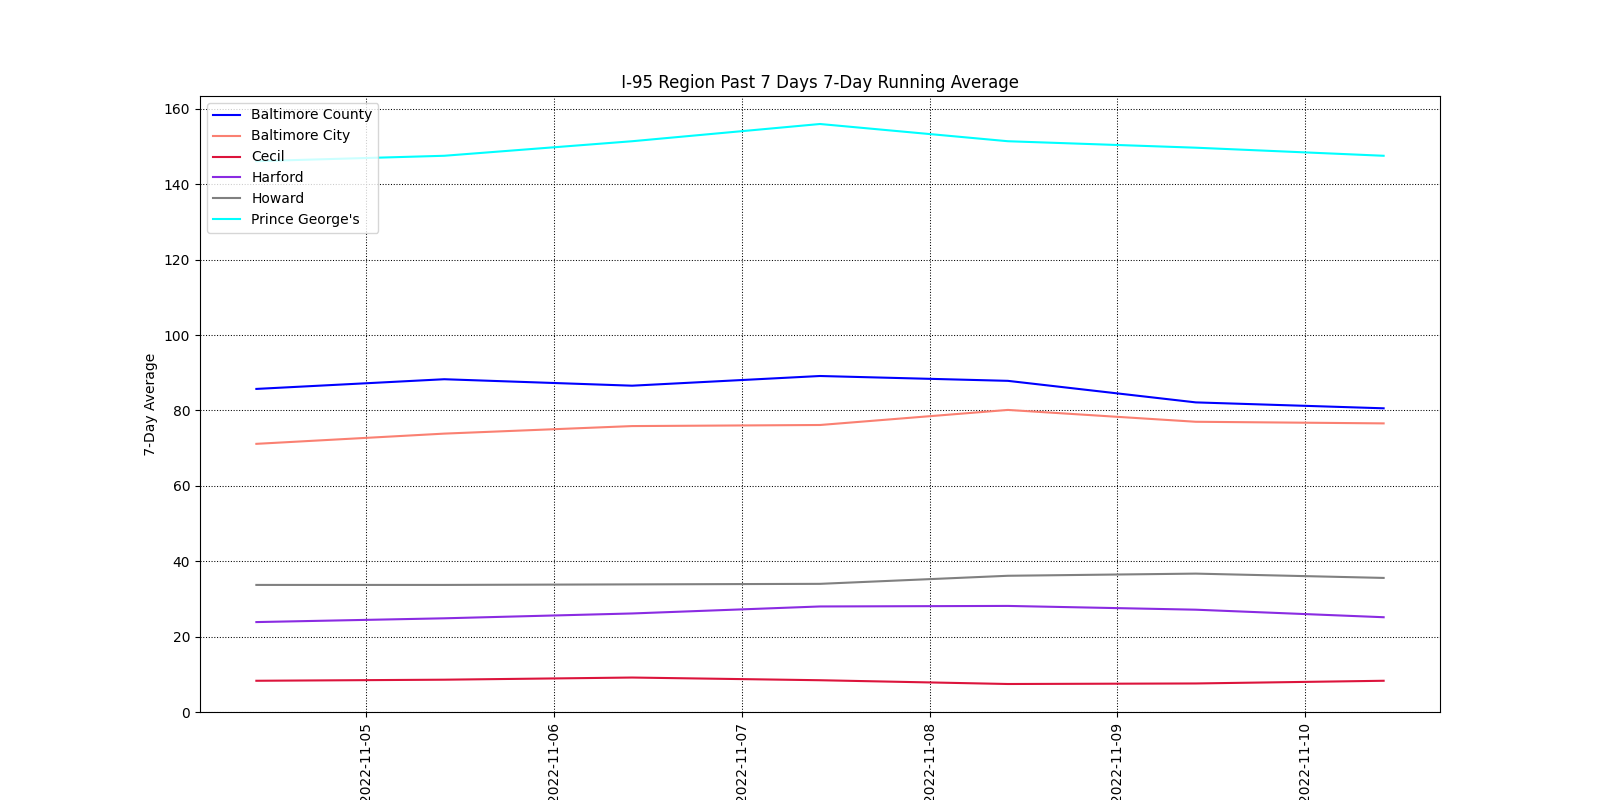 I-95 Region Past 7 Days 7-Day Running Average
160
140
120
100
80
60
40
20
0
7-Day Average
Baltimore County
Baltimore City
Cecil
Harford
Howard
Prince George's
2022-11-05
2022-11-06
2022-11-07
2022-11-08
2022-11-09
2022-11-10